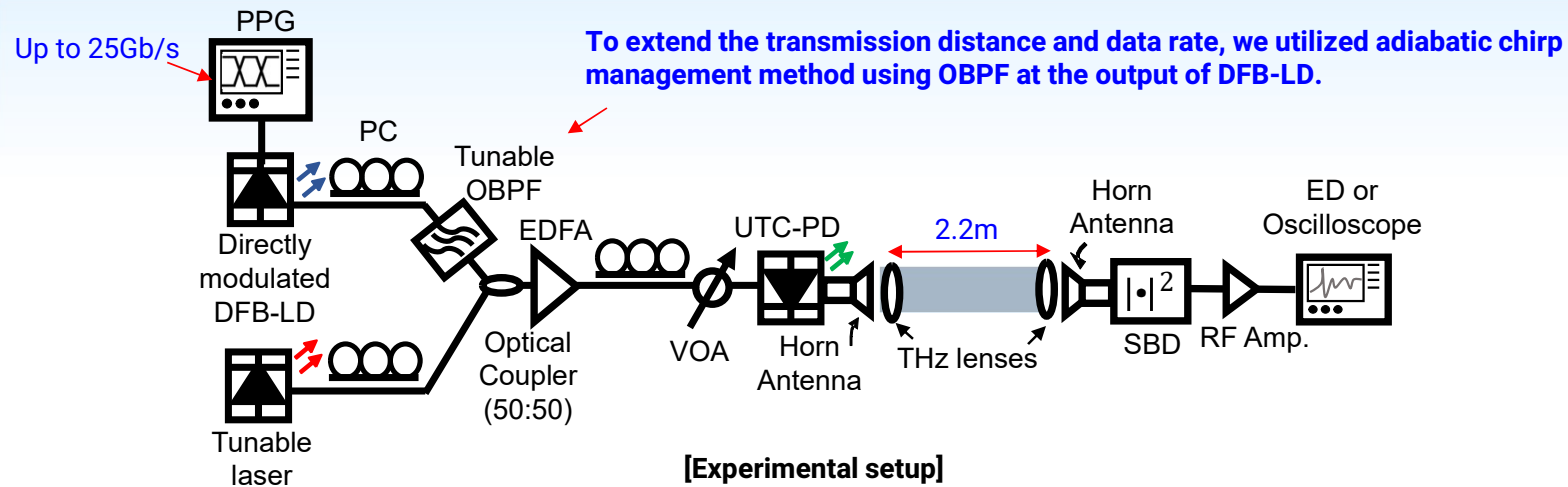 PPG
Up to 25Gb/s
To extend the transmission distance and data rate, we utilized adiabatic chirp
management method using OBPF at the output of DFB-LD.
PC
Tunable
OBPF
Directly
modulated
DFB-LD
EDFA
UTC-PD
2.2m
Horn
Antenna
ED or
Oscilloscope
|•|²
Optical
Coupler
(50:50)
VOA
Horn
Antenna
THz lenses
SBD
RF Amp.
Tunable
laser
[Experimental setup]